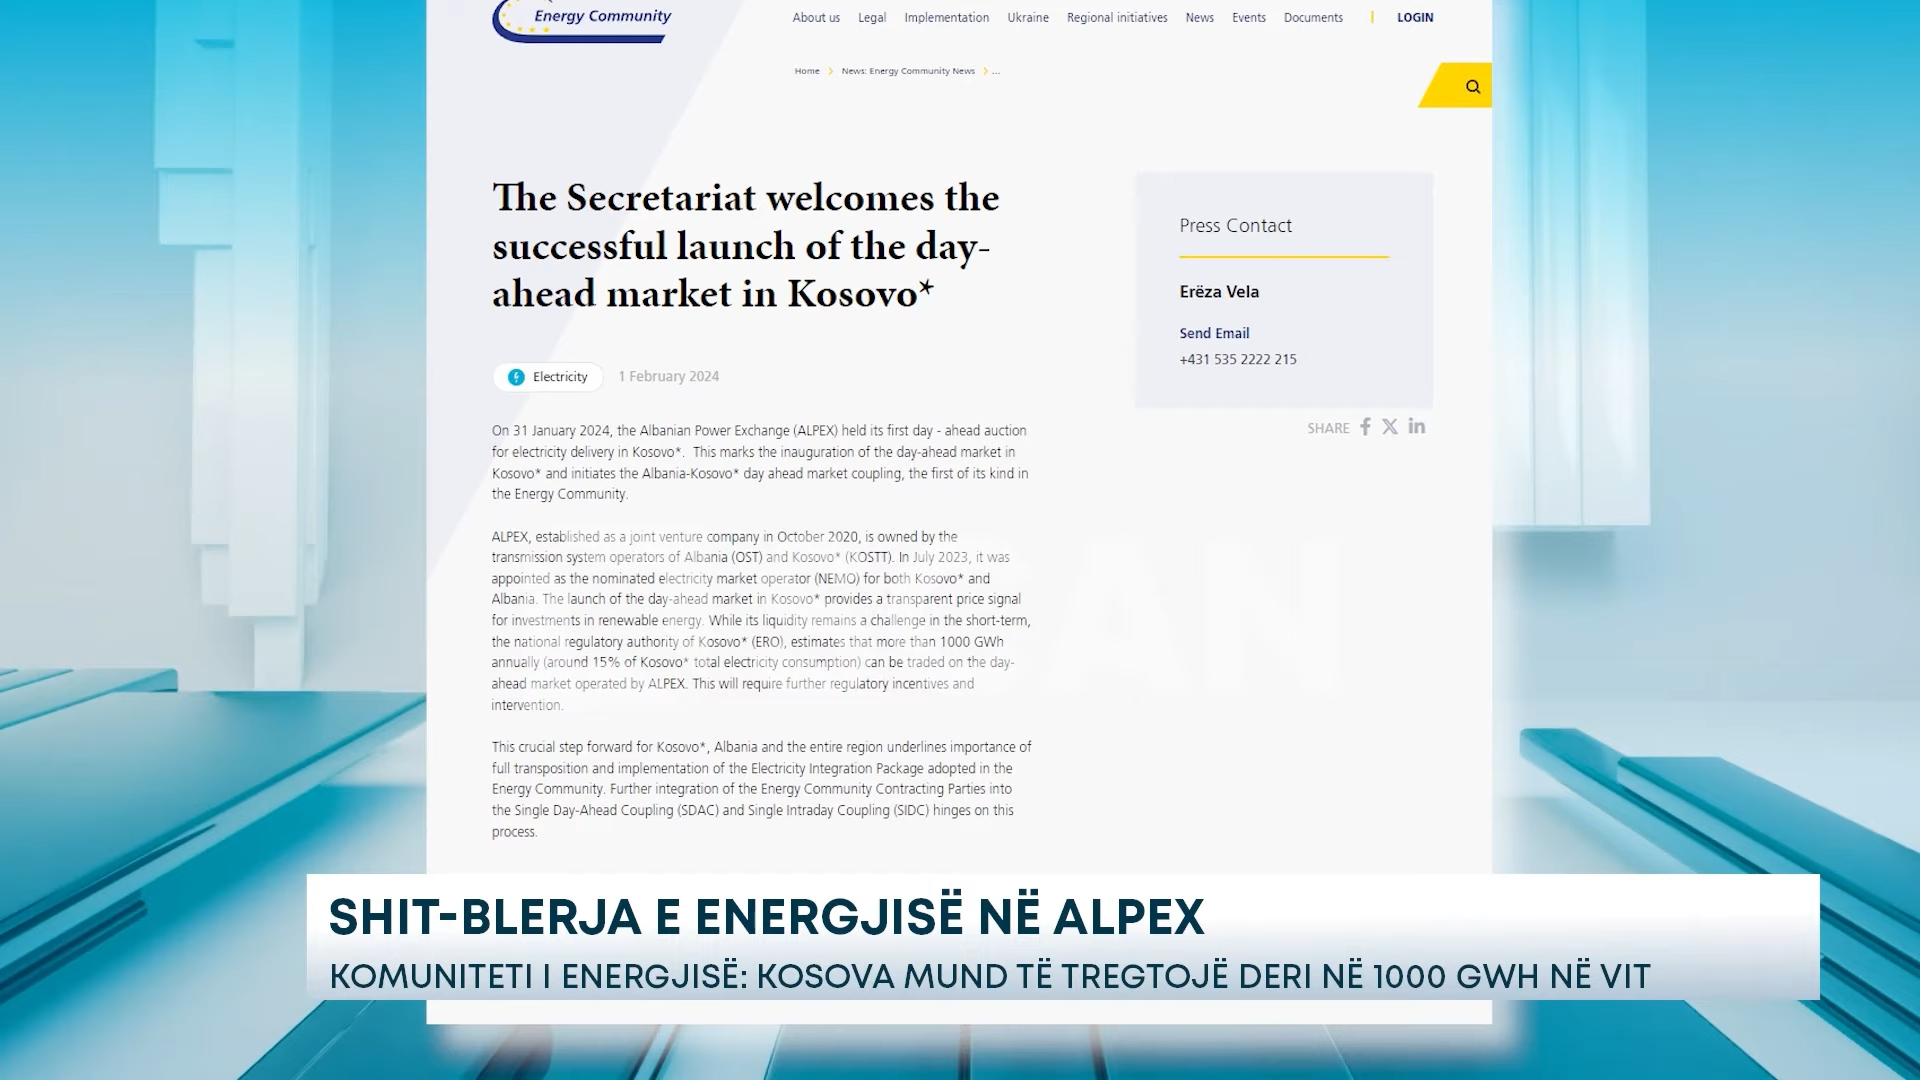 Energy Community
About us Legal Implementation Ukraine Regional initiatives News Events Documents LOGIN
Home News: Energy Community News ...
The Secretariat welcomes the
successful launch of the day-
ahead market in Kosovo*
Electricity 1 February 2024
On 31 January 2024, the Albanian Power Exchange (ALPEX) held its first day - ahead auction
for electricity delivery in Kosovo*. This marks the inauguration of the day-ahead market in
Kosovo* and initiates the Albania-Kosovo* day ahead market coupling, the first of its kind in
the Energy Community.
ALPEX, established as a joint venture company in October 2020, is owned by the
transmission system operators of Albania (OST) and Kosovo* (KOSTT). In July 2023, it was
appointed as the nominated electricity market operator (NEMO) for both Kosovo* and
Albania. The launch of the day-ahead market in Kosovo* provides a transparent price signal
for investments in renewable energy. While its liquidity remains a challenge in the short-term,
the national regulatory authority of Kosovo* (ERO), estimates that more than 1000 GWh
annually (around 15% of Kosovo* total electricity consumption) can be traded on the day-
ahead market operated by ALPEX. This will require further regulatory incentives and
intervention.
This crucial step forward for Kosovo*, Albania and the entire region underlines importance of
full transposition and implementation of the Electricity Integration Package adopted in the
Energy Community. Further integration of the Energy Community Contracting Parties into
the Single Day-Ahead Coupling (SDAC) and Single Intraday Coupling (SIDC) hinges on this
process.
Press Contact
Erëza Vela
Send Email
+431 535 2222 215
SHARE
SHIT-BLERJA E ENERGJISË NË ALPEX
KOMUNITETI I ENERGJISË: KOSOVA MUND TË TREGTOJË DERI NË 1000 GWH NË VIT